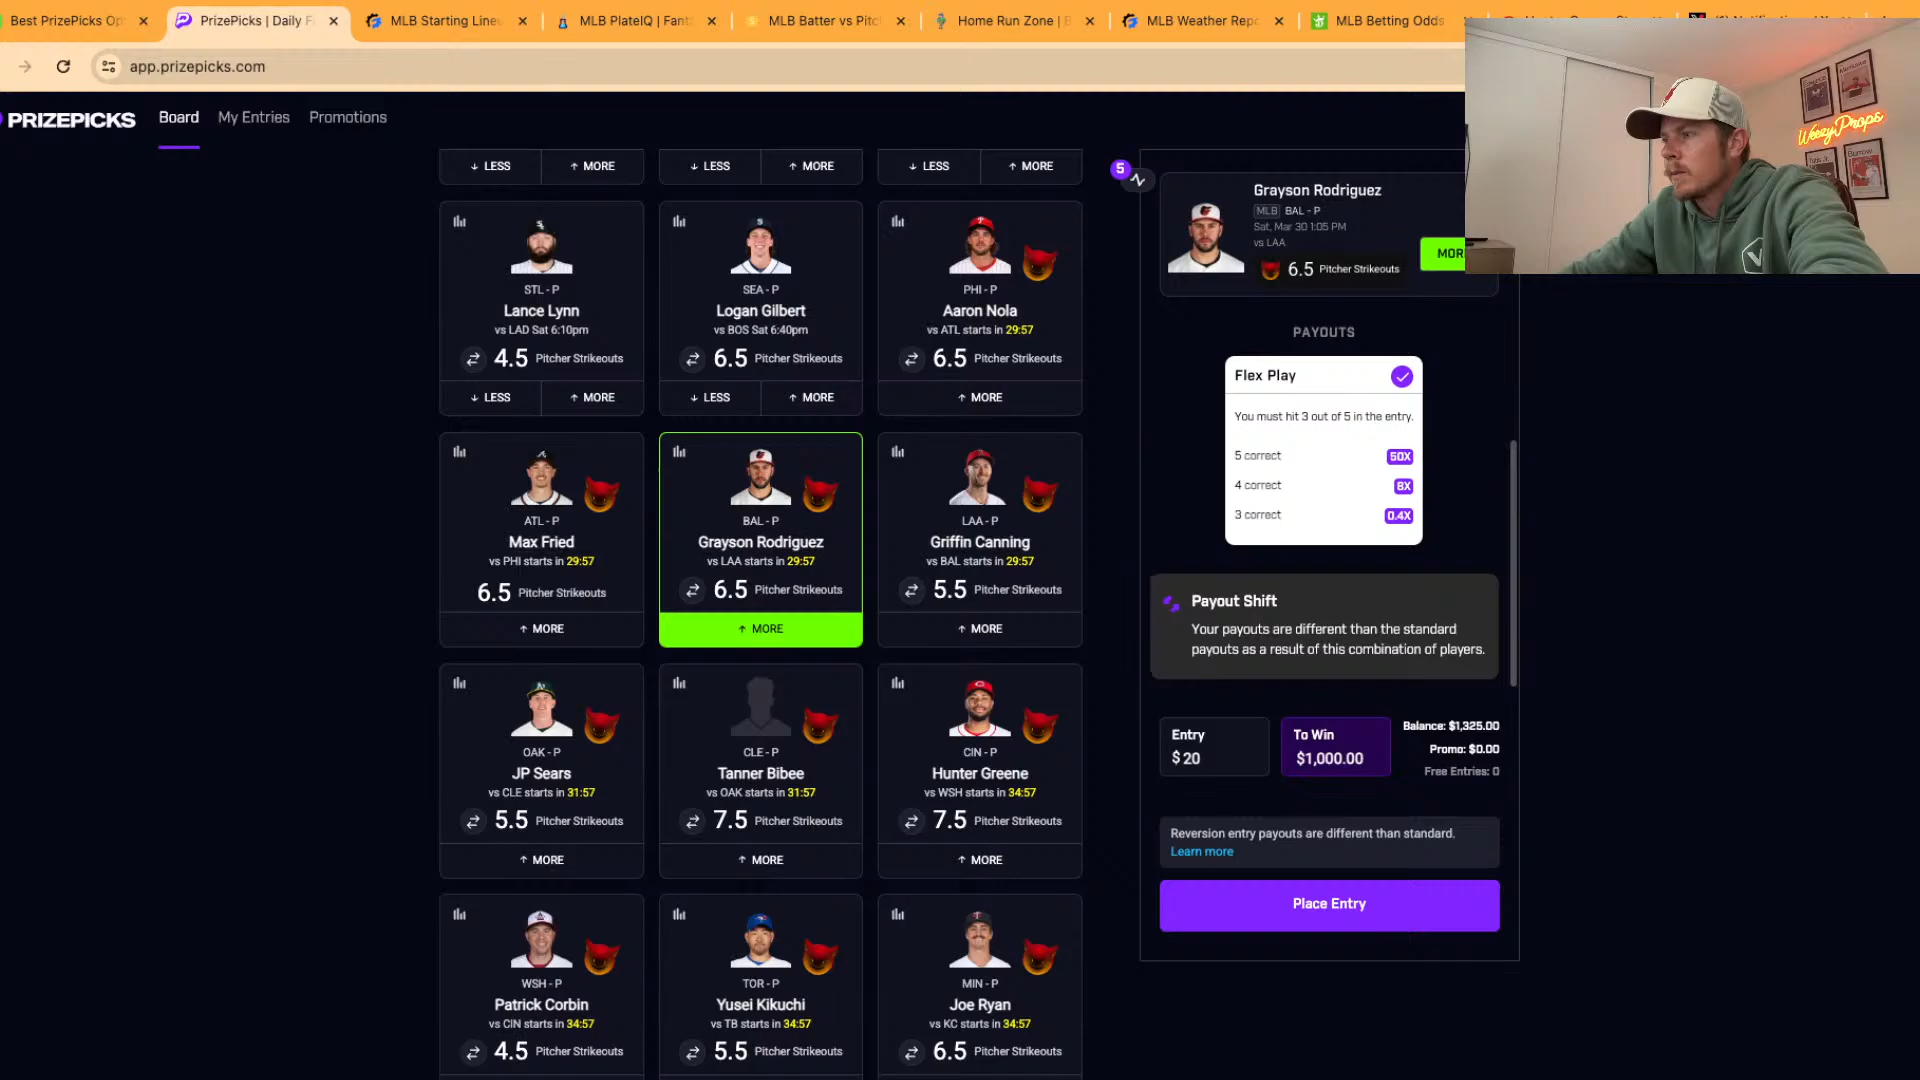 Best PrizePicks Op
PrizePicks | Daily F
MLB Starting Lineu
MLB PlateIQ | Fant
MLB Batter vs Pitch
Home Run Zone | B
MLB Weather Repo
MLB Betting Odds
app.prizepicks.com
PRIZEPICKS
Board
My Entries
Promotions
↓ LESS
↑ MORE
↓ LESS
↑ MORE
↓ LESS
↑ MORE
STL - P
Lance Lynn
vs LAD Sat 6:10pm
4.5 Pitcher Strikeouts
↓ LESS
↑ MORE
SEA - P
Logan Gilbert
vs BOS Sat 6:40pm
6.5 Pitcher Strikeouts
↓ LESS
↑ MORE
PHI - P
Aaron Nola
vs ATL starts in 29:57
6.5 Pitcher Strikeouts
↑ MORE
ATL - P
Max Fried
vs PHI starts in 29:57
6.5 Pitcher Strikeouts
↑ MORE
BAL - P
Grayson Rodriguez
vs LAA starts in 29:57
6.5 Pitcher Strikeouts
↑ MORE
LAA - P
Griffin Canning
vs BAL starts in 29:57
5.5 Pitcher Strikeouts
↑ MORE
OAK - P
JP Sears
vs CLE starts in 31:57
5.5 Pitcher Strikeouts
↑ MORE
CLE - P
Tanner Bibee
vs OAK starts in 31:57
7.5 Pitcher Strikeouts
↑ MORE
CIN - P
Hunter Greene
vs WSH starts in 34:57
7.5 Pitcher Strikeouts
↑ MORE
WSH - P
Patrick Corbin
vs CIN starts in 34:57
4.5 Pitcher Strikeouts
TOR - P
Yusei Kikuchi
vs TB starts in 34:57
5.5 Pitcher Strikeouts
MIN - P
Joe Ryan
vs KC starts in 34:57
6.5 Pitcher Strikeouts
5
Grayson Rodriguez
MLB BAL - P
Sat, Mar 30 1:05 PM
vs LAA
6.5 Pitcher Strikeouts
MOR
PAYOUTS
Flex Play
You must hit 3 out of 5 in the entry.
5 correct 50X
4 correct 8X
3 correct 0.4X
Payout Shift
Your payouts are different than the standard
payouts as a result of this combination of players.
Entry
$ 20
To Win
$1,000.00
Balance: $1,325.00
Promo: $0.00
Free Entries: 0
Reversion entry payouts are different than standard.
Learn more
Place Entry
WeezyProps
Burrow